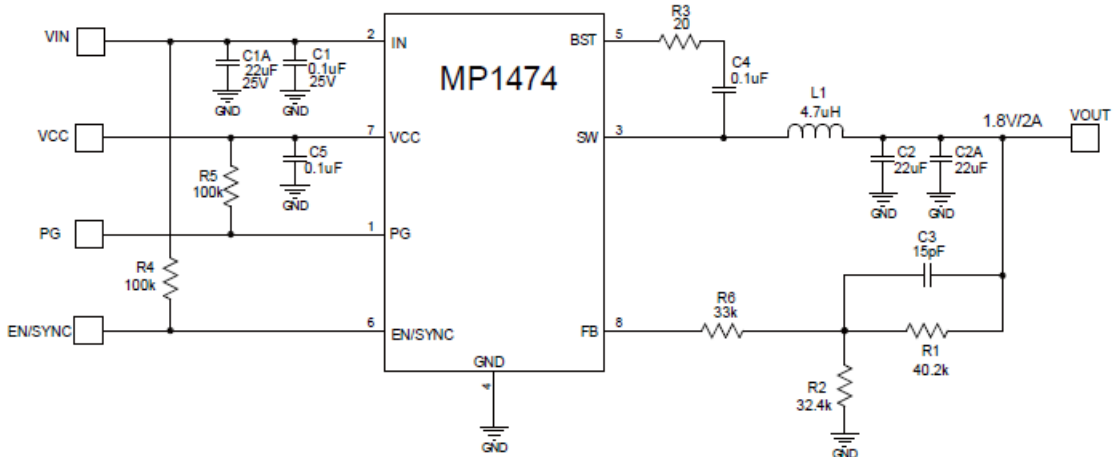 VIN
2
IN
C1A
22uF
25V
GND
C1
0.1uF
25V
GND
MP1474
BST
5
R3
20
C4
0.1uF
VCC
7
VCC
C5
0.1uF
GND
R5
100k
SW
3
L1
4.7uH
1.8V/2A
VOUT
C2
22uF
GND
C2A
22uF
GND
PG
1
PG
R4
100k
C3
15pF
EN/SYNC
6
EN/SYNC
FB
8
R6
33k
R1
40.2k
R2
32.4k
GND
GND
4
GND